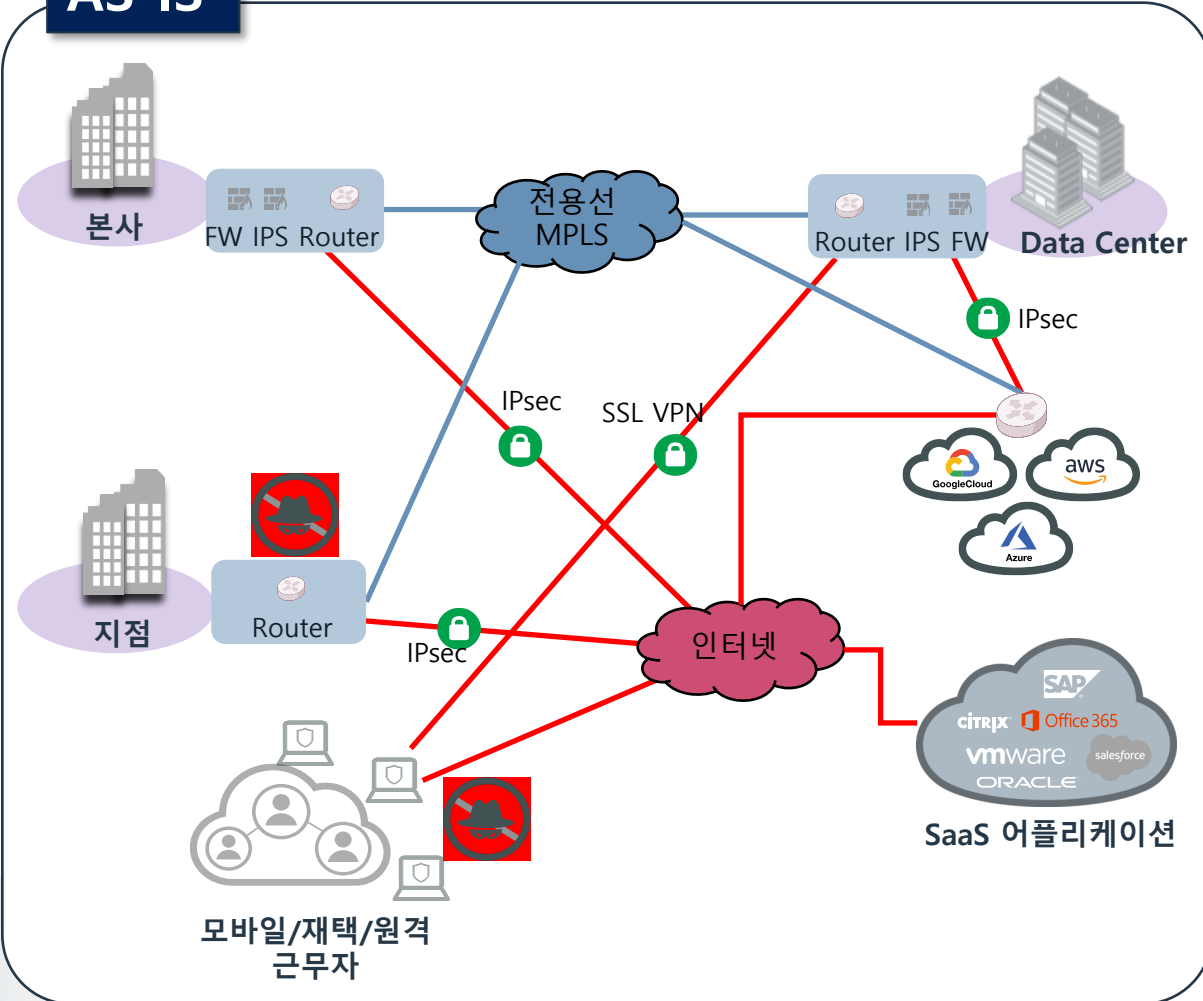 AS-IS
본사
FW IPS Router
전용선
MPLS
Router IPS FW
Data Center
IPsec
IPsec
SSL VPN
GoogleCloud
aws
Azure
지점
Router
IPsec
인터넷
SAP
CITRIX
Office 365
vmware
salesforce
ORACLE
SaaS 어플리케이션
모바일/재택/원격
근무자